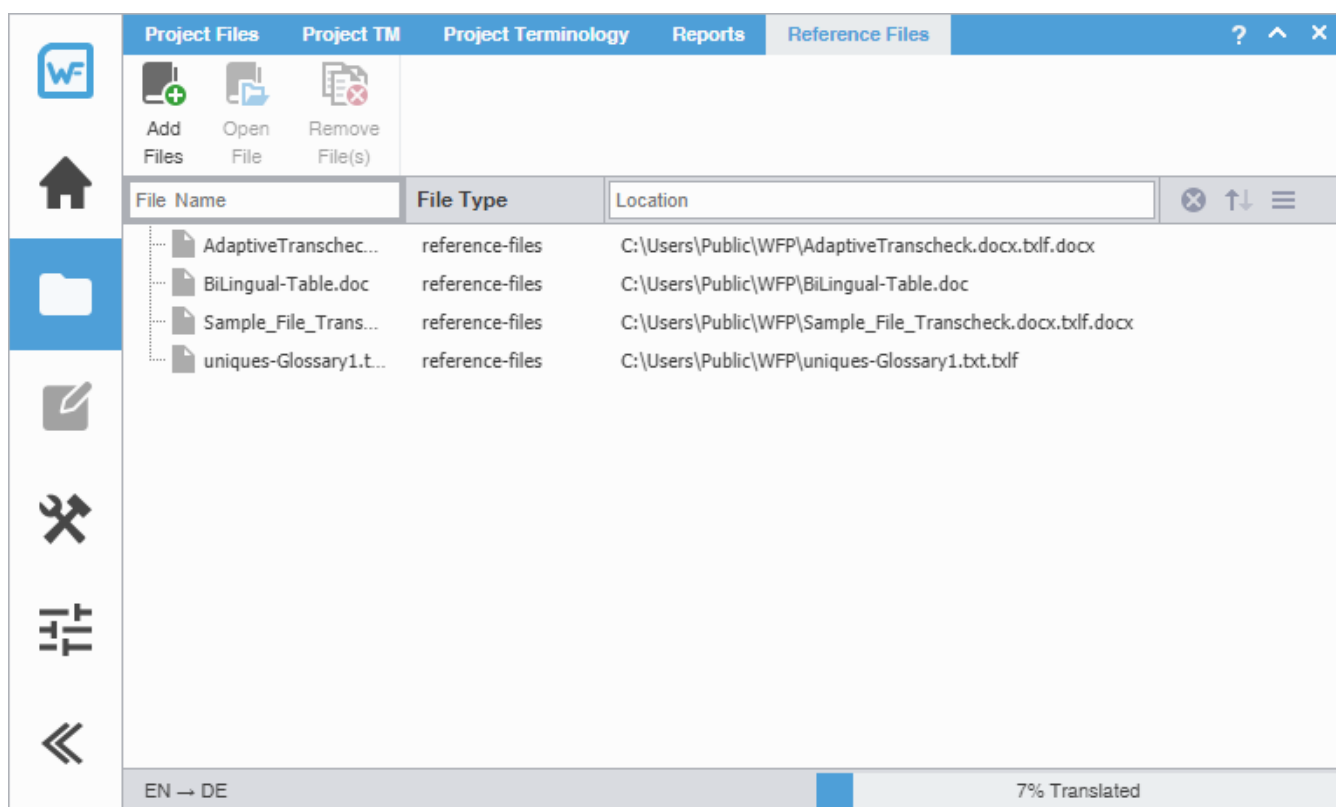 WF
Project Files Project TM Project Terminology Reports Reference Files ? ^ ×
Add Files
Open File
Remove File(s)
File Name File Type Location
AdaptiveTranschec... reference-files C:\Users\Public\WFP\AdaptiveTranscheck.docx.txlf.docx
BiLingual-Table.doc reference-files C:\Users\Public\WFP\BiLingual-Table.doc
Sample_File_Trans... reference-files C:\Users\Public\WFP\Sample_File_Transcheck.docx.txlf.docx
uniques-Glossary1.t... reference-files C:\Users\Public\WFP\uniques-Glossary1.txt.txlf
EN → DE 7% Translated